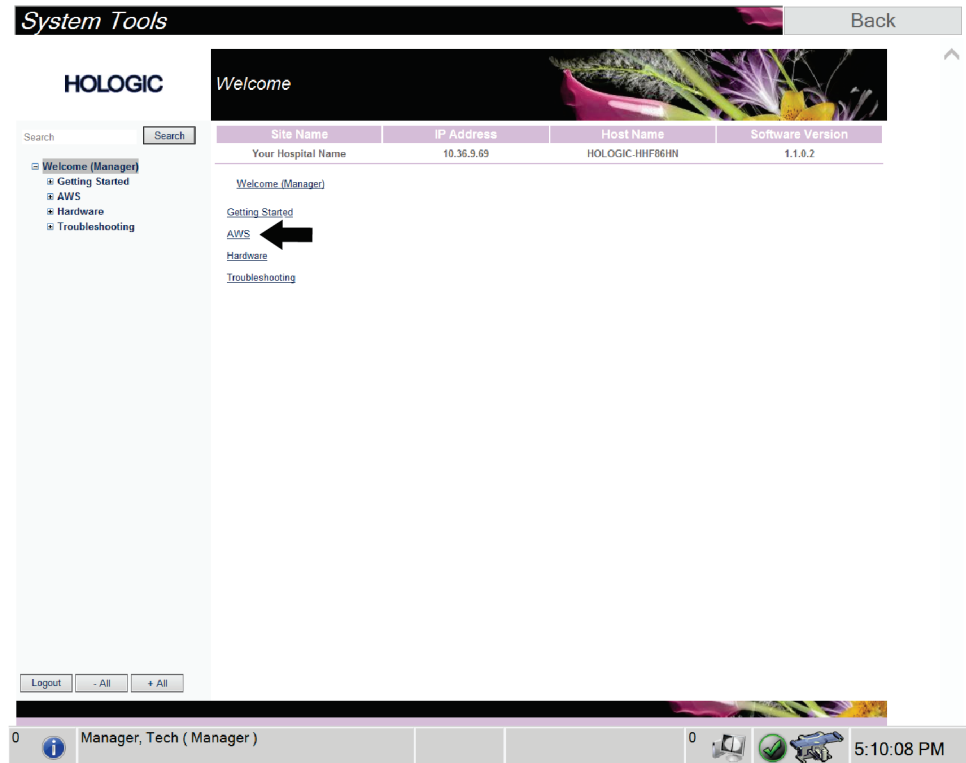 System Tools
Back
HOLOGIC
Welcome
Search
Search
Site Name
IP Address
Host Name
Software Version
Your Hospital Name
10.36.9.69
HOLOGIC-HHF86HN
1.1.0.2
Welcome (Manager)
Getting Started
AWS
Hardware
Troubleshooting
Welcome (Manager)
Getting Started
AWS
Hardware
Troubleshooting
Logout
- All
+ All
0
Manager, Tech ( Manager )
0
5:10:08 PM